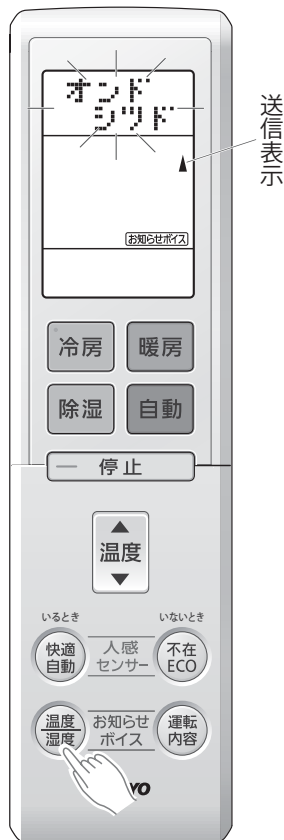 オンド
シツド
送信表示
お知らせボイス
冷房 暖房
除湿 自動
停止
温度
いるとき いないとき
快適 人感 不在
自動 センサー ECO
温度 お知らせ 運転
湿度 ボイス 内容
YO